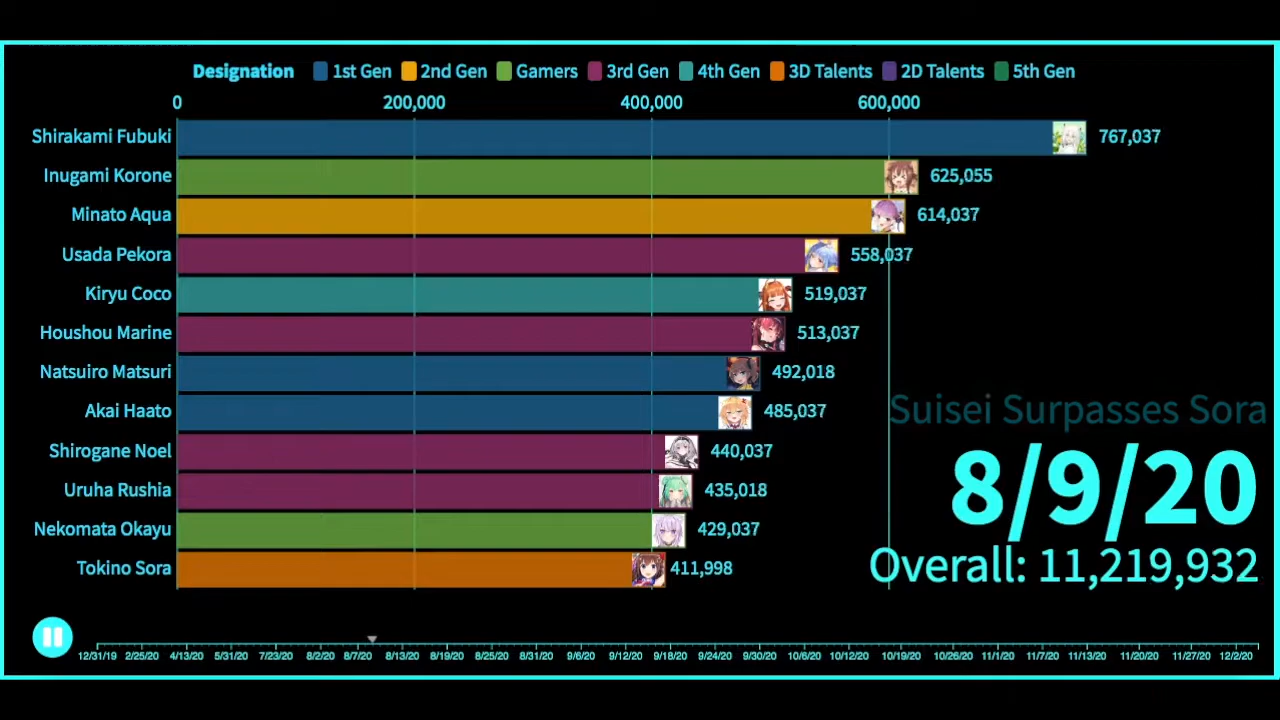 Designation 1st Gen 2nd Gen Gamers 3rd Gen 4th Gen 3D Talents 2D Talents 5th Gen
0 200,000 400,000 600,000
Shirakami Fubuki 767,037
Inugami Korone 625,055
Minato Aqua 614,037
Usada Pekora 558,037
Kiryu Coco 519,037
Houshou Marine 513,037
Natsuiro Matsuri 492,018
Akai Haato 485,037
Suisei Surpasses Sora
Shirogane Noel 440,037
Uruha Rushia 435,018
8/9/20
Nekomata Okayu 429,037
Tokino Sora 411,998
Overall: 11,219,932
12/31/19 2/25/20 4/13/20 5/31/20 7/23/20 8/2/20 8/7/20 8/13/20 8/19/20 8/25/20 8/31/20 9/6/20 9/12/20 9/18/20 9/24/20 9/30/20 10/6/20 10/12/20 10/19/20 10/26/20 11/1/20 11/7/20 11/13/20 11/20/20 11/27/20 12/2/20